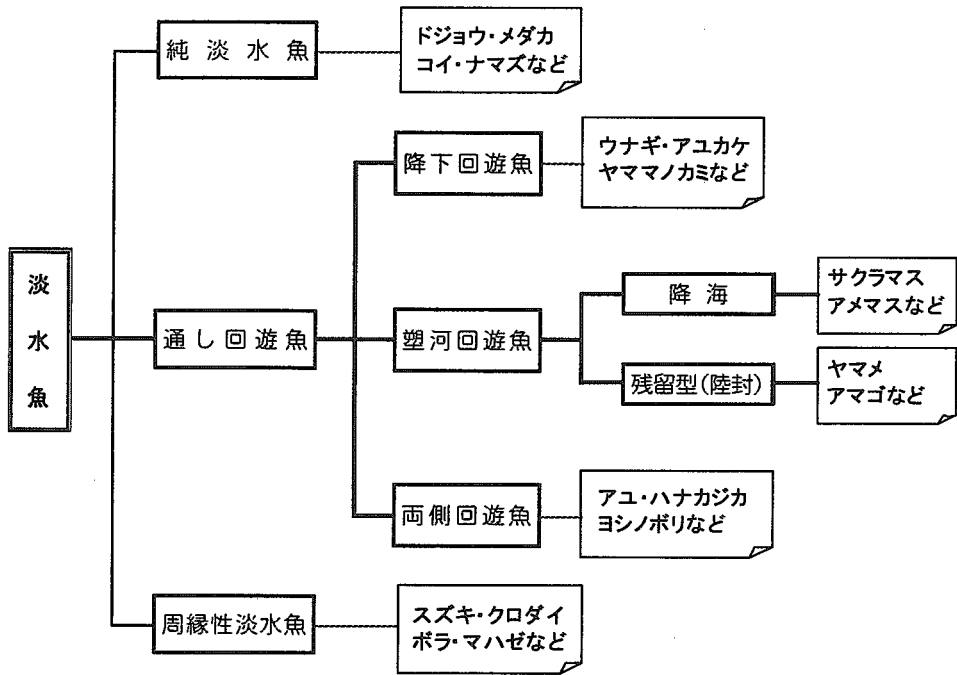 淡水魚
純淡水魚
ドジョウ・メダカ
コイ・ナマズなど
通し回遊魚
降下回遊魚
ウナギ・アユカケ
ヤママノカミなど
塑河回遊魚
降海
サクラマス
アメマスなど
残留型(陸封)
ヤマメ
アマゴなど
両側回遊魚
アユ・ハナカジカ
ヨシノボリなど
周縁性淡水魚
スズキ・クロダイ
ボラ・マハゼなど